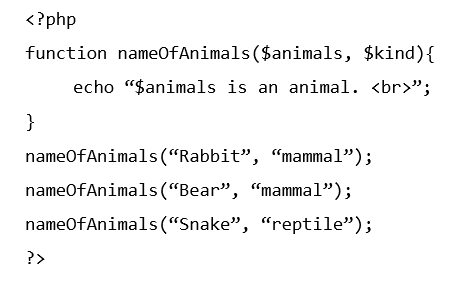 <?php
function nameOfAnimals($animals, $kind){
echo “$animals is an animal. <br>”;
}
nameOfAnimals(“Rabbit”, “mammal”);
nameOfAnimals(“Bear”, “mammal”);
nameOfAnimals(“Snake”, “reptile”);
?>